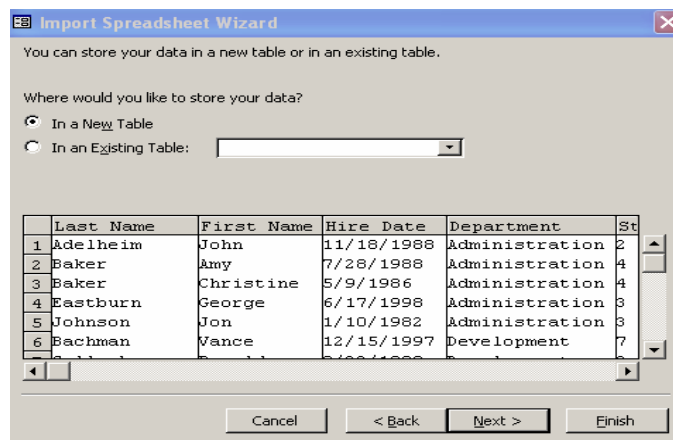 Import Spreadsheet Wizard
You can store your data in a new table or in an existing table.
Where would you like to store your data?
In a New Table
In an Existing Table:
Last Name First Name Hire Date Department St
1 Adelheim John 11/18/1988 Administration 2
2 Baker Amy 7/28/1988 Administration 4
3 Baker Christine 5/9/1986 Administration 4
4 Eastburn George 6/17/1998 Administration 3
5 Johnson Jon 1/10/1982 Administration 3
6 Bachman Vance 12/15/1997 Development 7
Cancel < Back Next > Finish